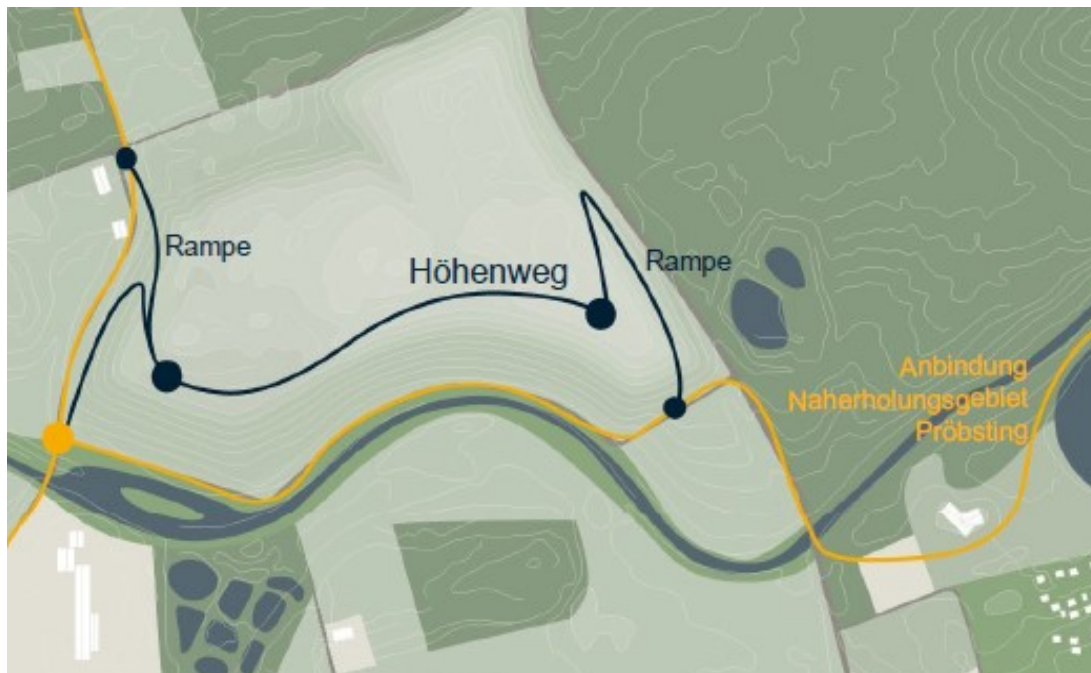 Rampe
Höhenweg
Rampe
Anbindung
Naherholungsgebiet
Pröbsting